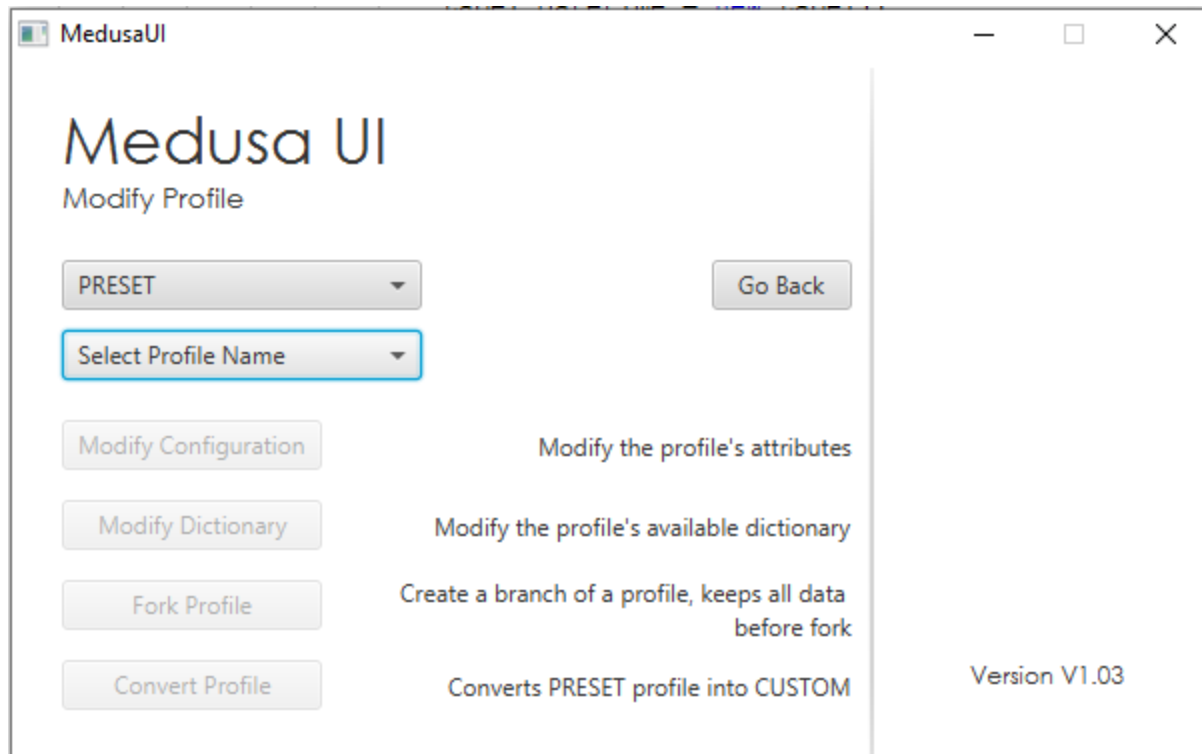 MedusaUI
Medusa UI
Modify Profile
PRESET
Go Back
Select Profile Name
Modify Configuration
Modify the profile's attributes
Modify Dictionary
Modify the profile's available dictionary
Fork Profile
Create a branch of a profile, keeps all data
before fork
Convert Profile
Converts PRESET profile into CUSTOM
Version V1.03